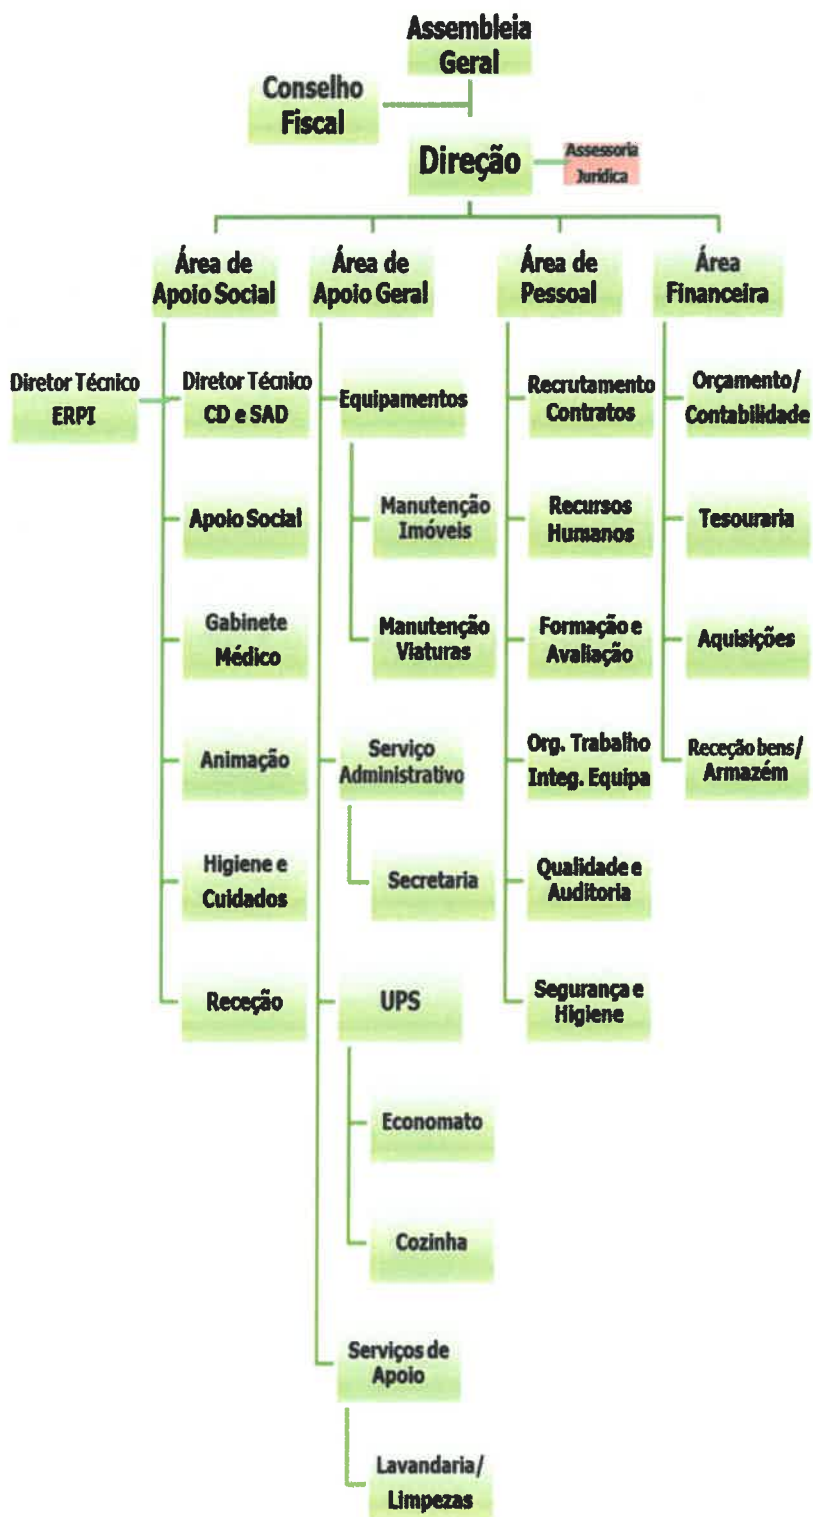 Assembleia
Geral
Conselho
Fiscal
Direção
Assessoria
Jurídica
Área de
Apoio Social
Área de
Apoio Geral
Área de
Pessoal
Área
Financeira
Diretor Técnico
ERPI
Diretor Técnico
CD e SAD
Equipamentos
Recrutamento
Contratos
Orçamento/
Contabilidade
Apoio Social
Manutenção
Imóveis
Recursos
Humanos
Tesouraria
Gabinete
Médico
Manutenção
Viaturas
Formação e
Avaliação
Aquisições
Animação
Serviço
Administrativo
Org. Trabalho
Integ. Equipa
Receção bens/
Armazém
Higiene e
Cuidados
Secretaria
Qualidade e
Auditoria
Receção
UPS
Segurança e
Higiene
Economato
Cozinha
Serviços de
Apoio
Lavandaria/
Limpezas